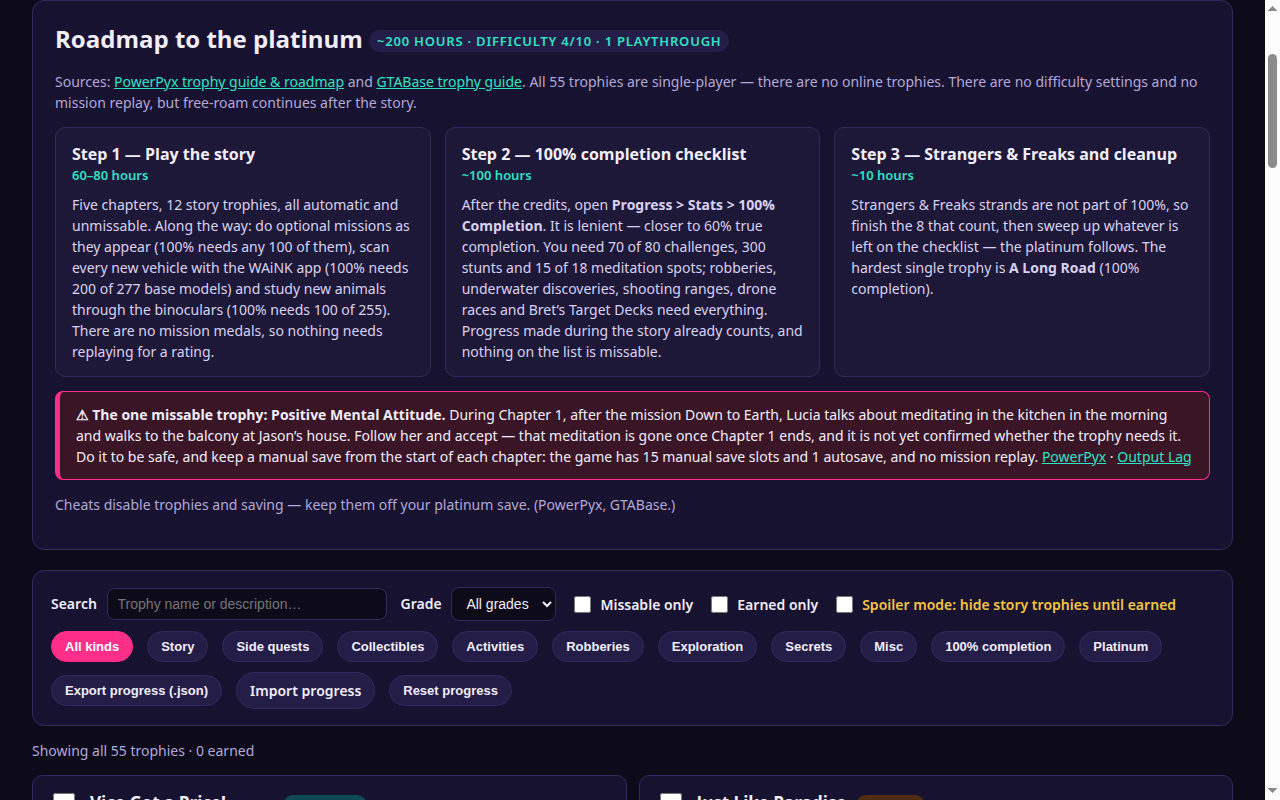 Roadmap to the platinum ~200 HOURS · DIFFICULTY 4/10 · 1 PLAYTHROUGH
Sources: PowerPyx trophy guide & roadmap and GTABase trophy guide. All 55 trophies are single-player — there are no online trophies. There are no difficulty settings and no
mission replay, but free-roam continues after the story.
Step 1 — Play the story
60–80 hours
Five chapters, 12 story trophies, all automatic and
unmissable. Along the way: do optional missions as
they appear (100% needs any 100 of them), scan
every new vehicle with the WAiNK app (100% needs
200 of 277 base models) and study new animals
through the binoculars (100% needs 100 of 255).
There are no mission medals, so nothing needs
replaying for a rating.
Step 2 — 100% completion checklist
~100 hours
After the credits, open Progress > Stats > 100%
Completion. It is lenient — closer to 60% true
completion. You need 70 of 80 challenges, 300
stunts and 15 of 18 meditation spots; robberies,
underwater discoveries, shooting ranges, drone
races and Bret’s Target Decks need everything.
Progress made during the story already counts, and
nothing on the list is missable.
Step 3 — Strangers & Freaks and cleanup
~10 hours
Strangers & Freaks strands are not part of 100%, so
finish the 8 that count, then sweep up whatever is
left on the checklist — the platinum follows. The
hardest single trophy is A Long Road (100%
completion).
⚠ The one missable trophy: Positive Mental Attitude. During Chapter 1, after the mission Down to Earth, Lucia talks about meditating in the kitchen in the morning
and walks to the balcony at Jason’s house. Follow her and accept — that meditation is gone once Chapter 1 ends, and it is not yet confirmed whether the trophy needs it.
Do it to be safe, and keep a manual save from the start of each chapter: the game has 15 manual save slots and 1 autosave, and no mission replay. PowerPyx · Output Lag
Cheats disable trophies and saving — keep them off your platinum save. (PowerPyx, GTABase.)
Search Trophy name or description… Grade All grades Missable only Earned only Spoiler mode: hide story trophies until earned
All kinds Story Side quests Collectibles Activities Robberies Exploration Secrets Misc 100% completion Platinum
Export progress (.json) Import progress Reset progress
Showing all 55 trophies · 0 earned
Vice Get a Price! Just Like Paradise